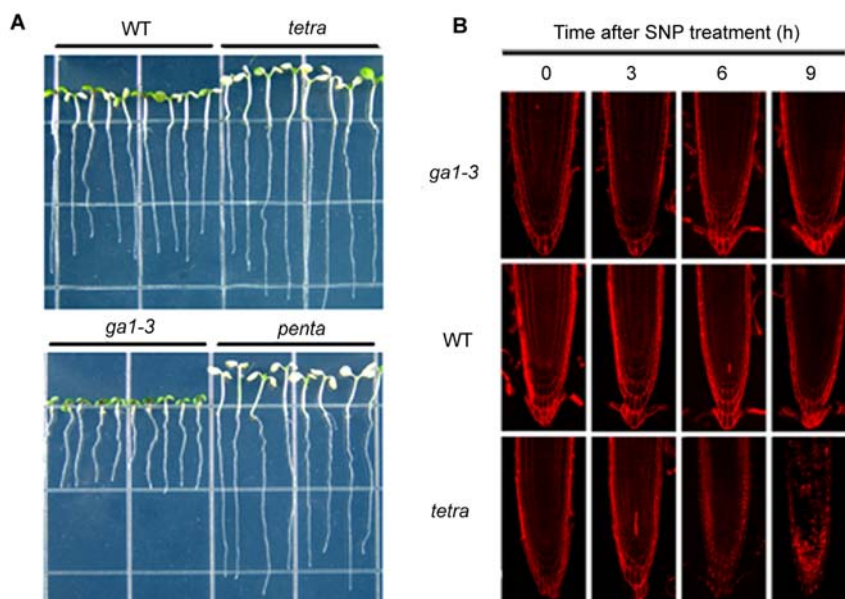 A
WT tetra
ga1-3 penta
B
Time after SNP treatment (h)
0 3 6 9
ga1-3
WT
tetra